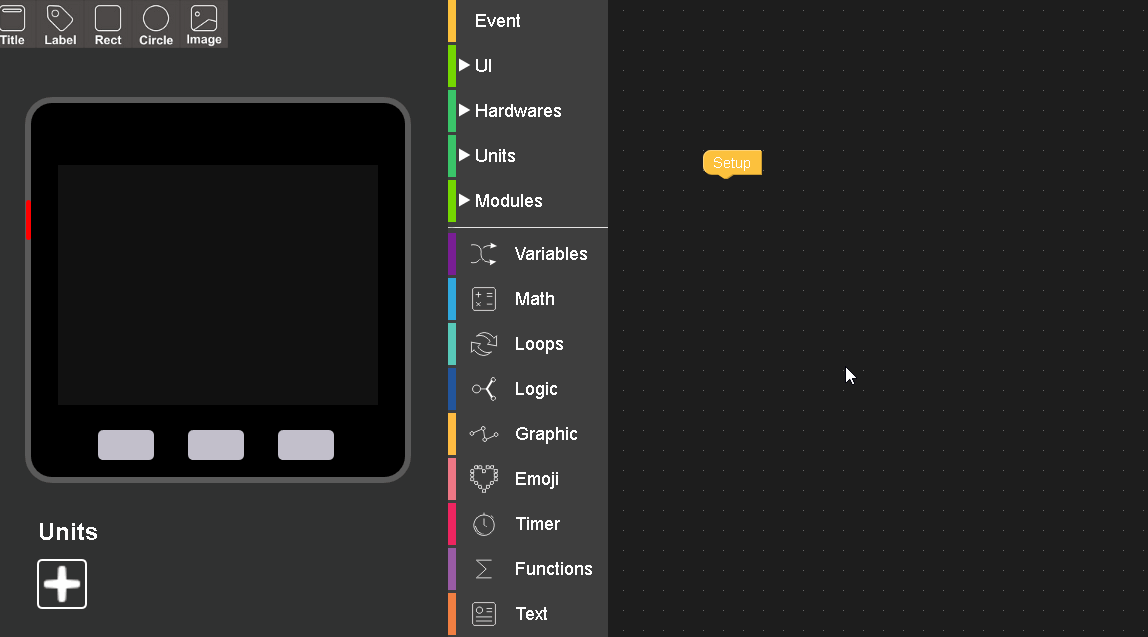 Title Label Rect Circle Image
Units
Event
UI
Hardwares
Units
Modules
Variables
Math
Loops
Logic
Graphic
Emoji
Timer
Functions
Text
Setup